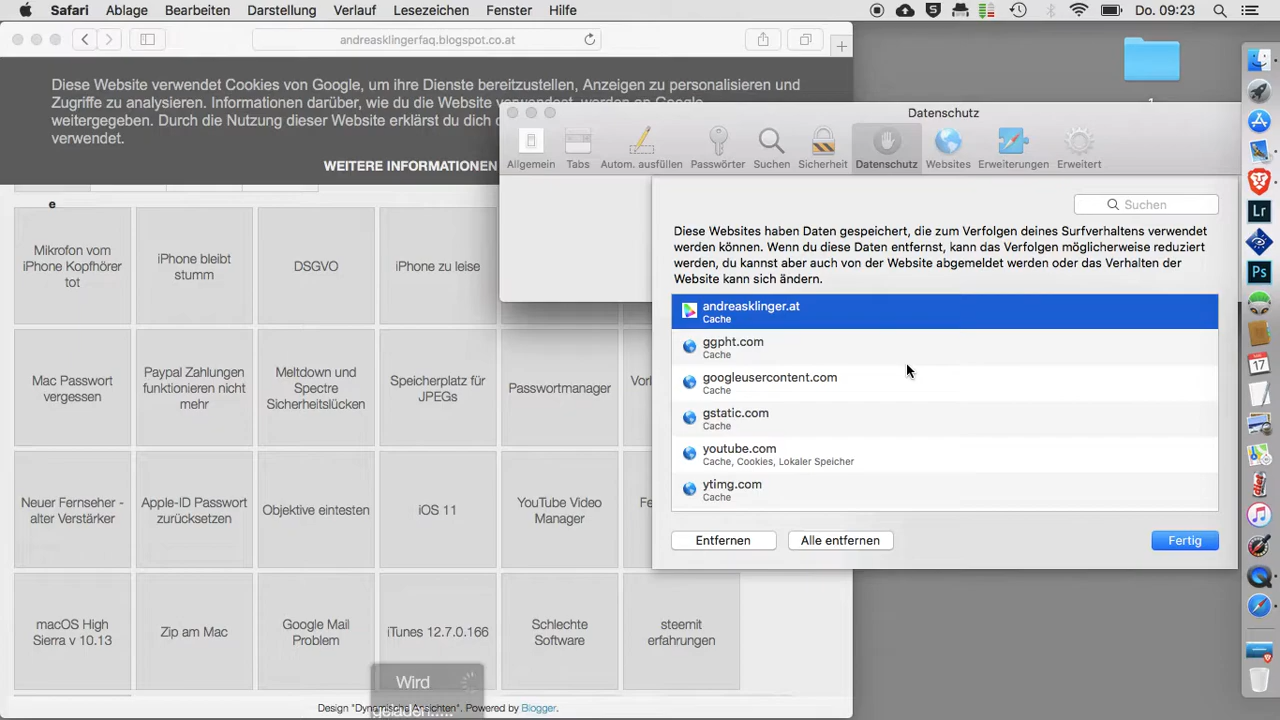 Safari Ablage Bearbeiten Darstellung Verlauf Lesezeichen Fenster Hilfe Do. 09:23
andreasklingerfaq.blogspot.co.at
Diese Website verwendet Cookies von Google, um ihre Dienste bereitzustellen, Anzeigen zu personalisieren und
Zugriffe zu analysieren. Informationen darüber, wie du die Website verwendest, werden an Google
weitergegeben. Durch die Nutzung dieser Website erklärst du dich
verwendet.
WEITERE INFORMATIONEN
e
Mikrofon vom
iPhone Kopfhörer
tot
iPhone bleibt
stumm
DSGVO
iPhone zu leise
Mac Passwort
vergessen
Paypal Zahlungen
funktionieren nicht
mehr
Meltdown und
Spectre
Sicherheitslücken
Speicherplatz für
JPEGs
Passwortmanager
Vorl
Neuer Fernseher -
alter Verstärker
Apple-ID Passwort
zurücksetzen
Objektive eintesten
iOS 11
YouTube Video
Manager
Fe
macOS High
Sierra v 10.13
Zip am Mac
Google Mail
Problem
iTunes 12.7.0.166
Schlechte
Software
steemit
erfahrungen
Wird
Design "Dynamische Ansichten". Powered by Blogger.
Datenschutz
Allgemein Tabs Autom. ausfüllen Passwörter Suchen Sicherheit Datenschutz Websites Erweiterungen Erweitert
Suchen
Diese Websites haben Daten gespeichert, die zum Verfolgen deines Surfverhaltens verwendet
werden können. Wenn du diese Daten entfernst, kann das Verfolgen möglicherweise reduziert
werden, du kannst aber auch von der Website abgemeldet werden oder das Verhalten der
Website kann sich ändern.
andreasklinger.at
Cache
ggpht.com
Cache
googleusercontent.com
Cache
gstatic.com
Cache
youtube.com
Cache, Cookies, Lokaler Speicher
ytimg.com
Cache
Entfernen Alle entfernen Fertig
Lr
Ps
17